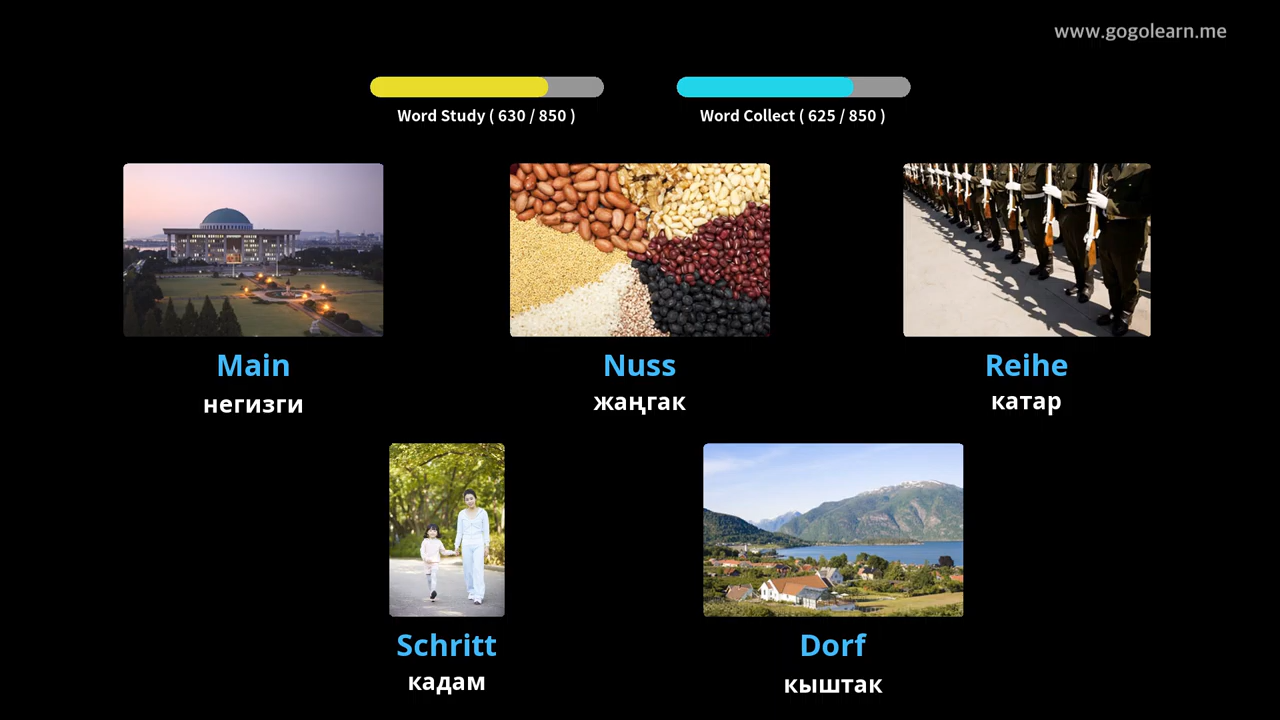 www.gogolearn.me
Word Study ( 630 / 850 )
Word Collect ( 625 / 850 )
Main
негизги
Nuss
жаңгак
Reihe
катар
Schritt
кадам
Dorf
кыштак